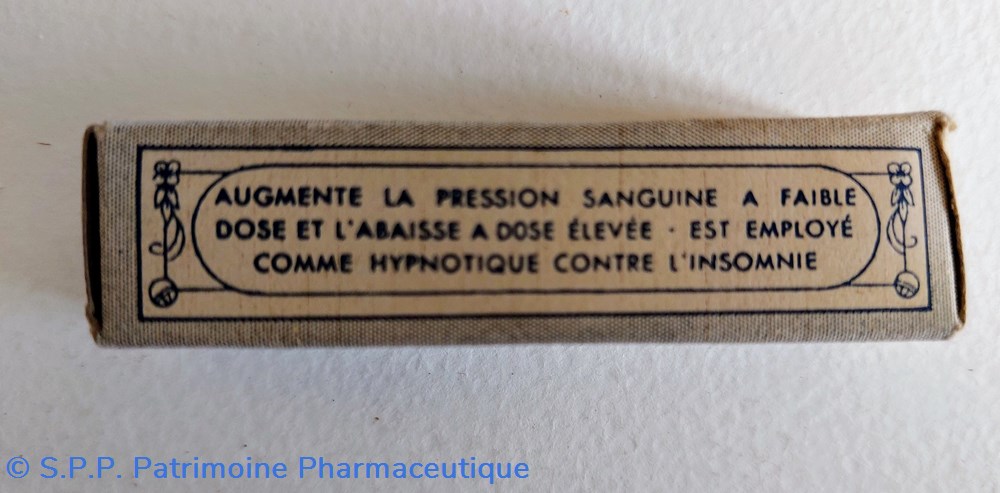 AUGMENTE LA PRESSION SANGUINE A FAIBLE
DOSE ET L'ABAISSE A DOSE ÉLEVÉE · EST EMPLOYÉ
COMME HYPNOTIQUE CONTRE L'INSOMNIE
© S.P.P. Patrimoine Pharmaceutique